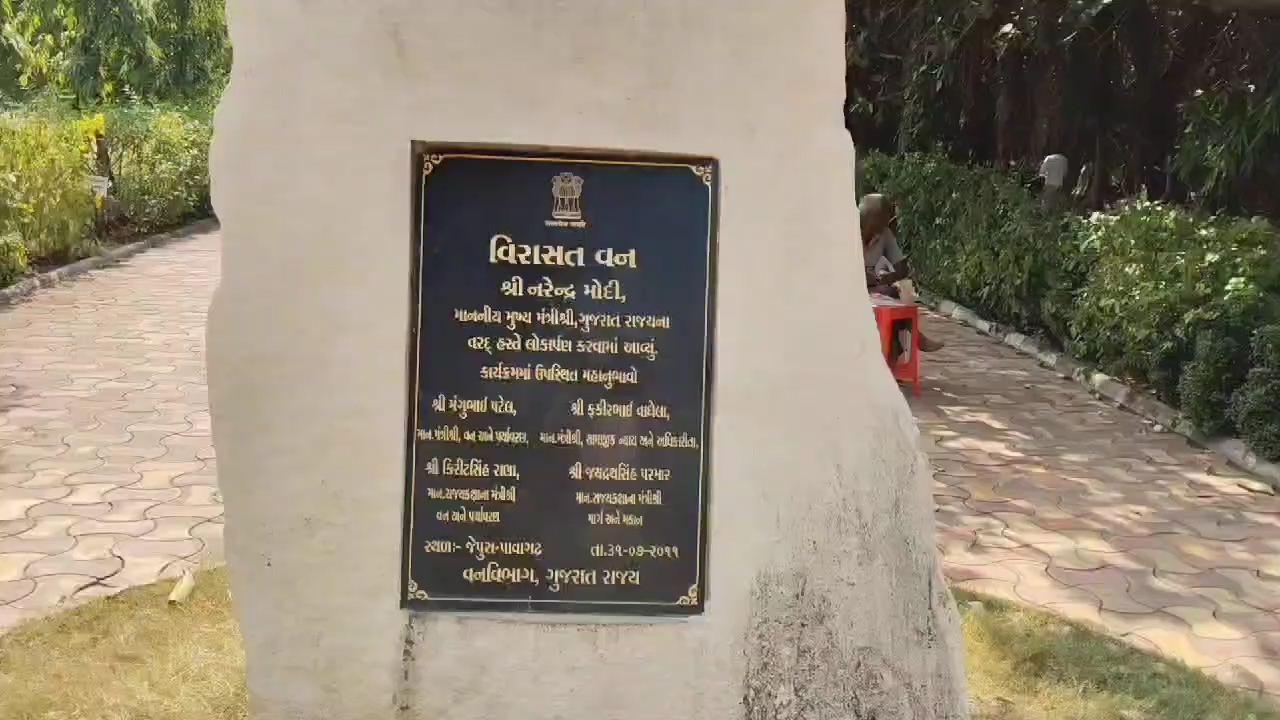 વિરાસત વન
શ્રી નરેન્દ્ર મોદી,
માનનીય મુખ્ય મંત્રીશ્રી,ગુજરાત રાજ્યના
વરદ્ હસ્તે લોકાર્પણ કરવામાં આવ્યું.
કાર્યક્રમમાં ઉપસ્થિત મહાનુભાવો
શ્રી મંગુભાઈ પટેલ, શ્રી ફકીરભાઈ વાઘેલા,
માન.મંત્રીશ્રી, વન અને પર્યાવરણ, માન.મંત્રીશ્રી, સામાજીક ન્યાય અને અધિકારીતા,
શ્રી કિરીટસિંહ રાણા, શ્રી જયદ્રથસિંહ પરમાર
માન.રાજ્યકક્ષાના મંત્રીશ્રી માન.રાજ્યકક્ષાના મંત્રીશ્રી
વન અને પર્યાવરણ માર્ગ અને મકાન
સ્થળ:- જેપુરા-પાવાગઢ તા.૩૧-૦૭-૨૦૧૧
વનવિભાગ, ગુજરાત રાજ્ય